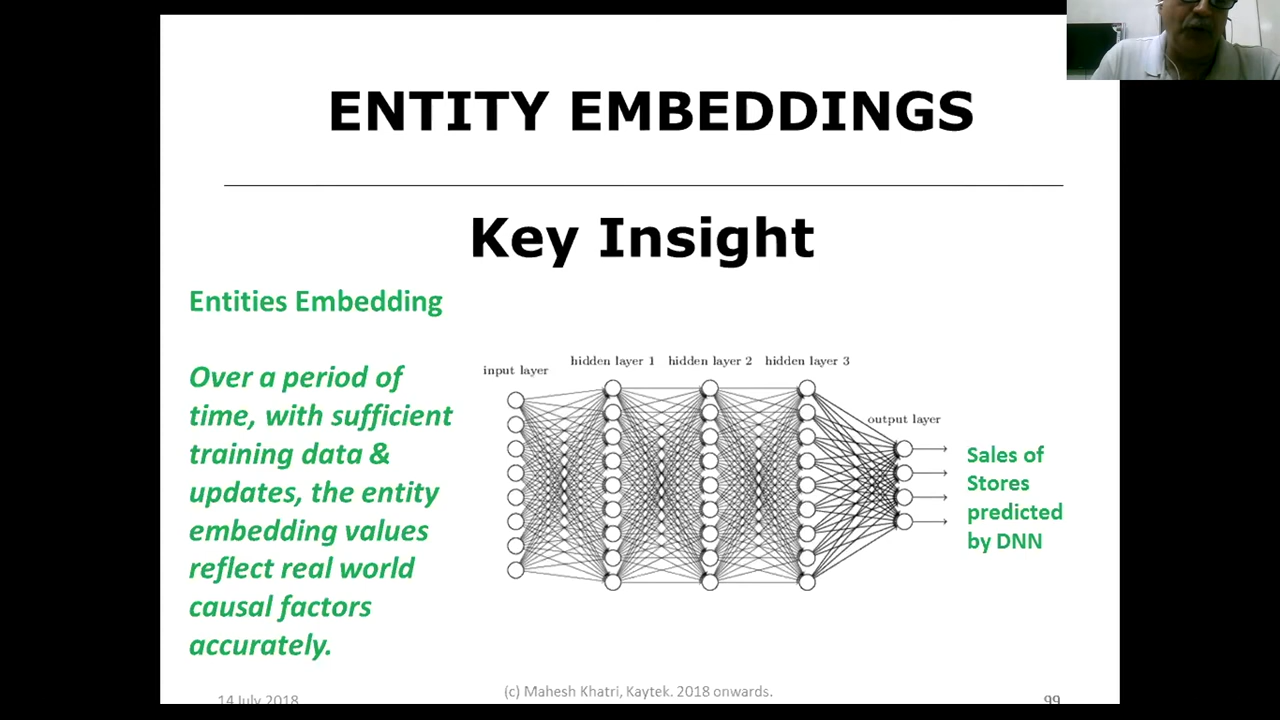 ENTITY EMBEDDINGS
Key Insight
Entities Embedding
Over a period of
time, with sufficient
training data &
updates, the entity
embedding values
reflect real world
causal factors
accurately.
input layer
hidden layer 1 hidden layer 2 hidden layer 3
output layer
Sales of
Stores
predicted
by DNN
14 July 2018
(c) Mahesh Khatri, Kaytek. 2018 onwards.
99